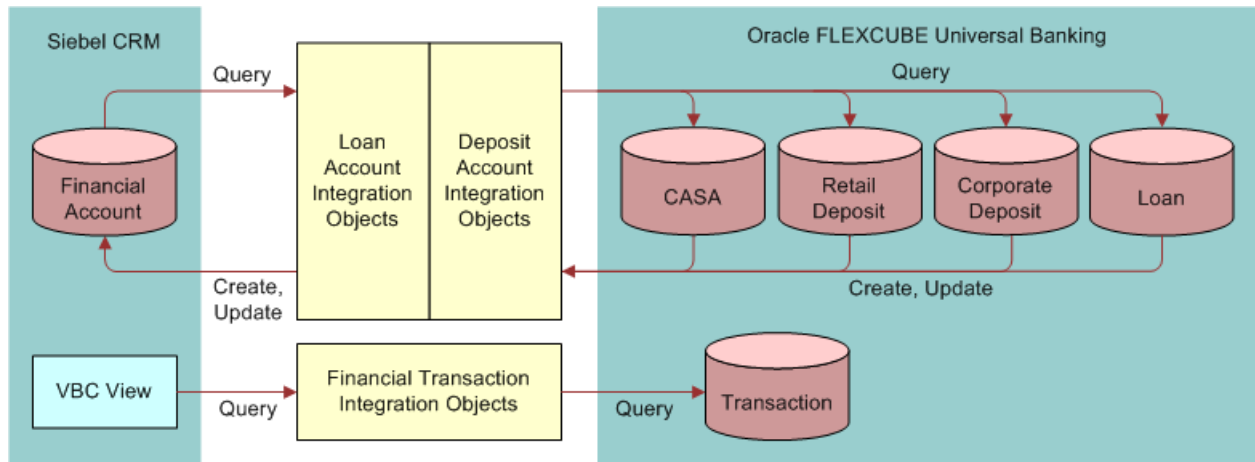 Siebel CRM
Oracle FLEXCUBE Universal Banking
Query
Query
Financial
Account
Loan
Account
Integration
Objects
Deposit
Account
Integration
Objects
CASA
Retail
Deposit
Corporate
Deposit
Loan
Create,
Update
Create, Update
VBC View
Query
Financial Transaction
Integration Objects
Query
Transaction